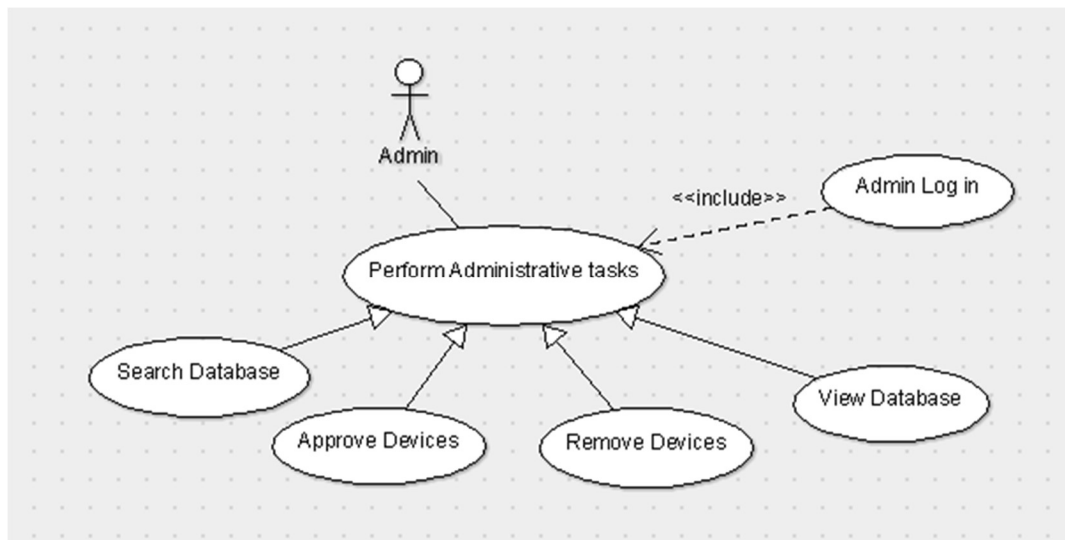 Admin
<<include>>
Admin Log in
Perform Administrative tasks
Search Database
View Database
Approve Devices
Remove Devices